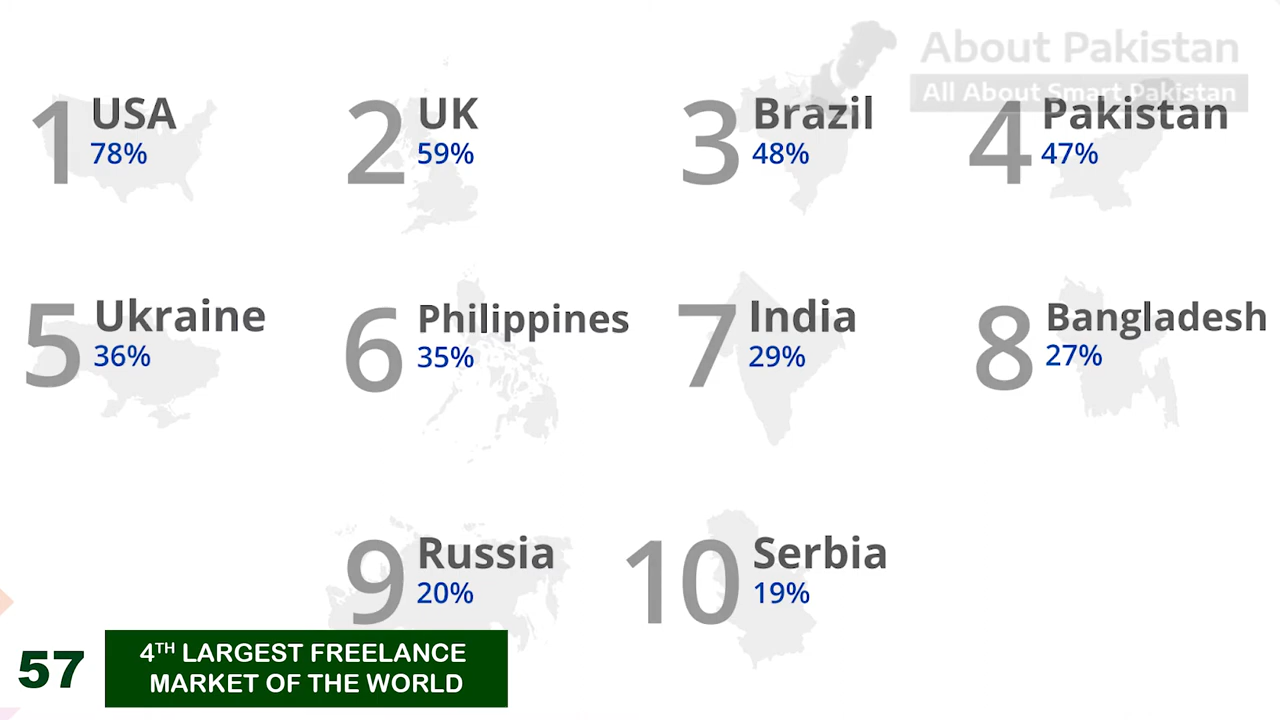 About Pakistan
All About Smart Pakistan
1 USA
78%
2 UK
59%
3 Brazil
48%
4 Pakistan
47%
5 Ukraine
36%
6 Philippines
35%
7 India
29%
8 Bangladesh
27%
9 Russia
20%
10 Serbia
19%
57
4TH LARGEST FREELANCE
MARKET OF THE WORLD